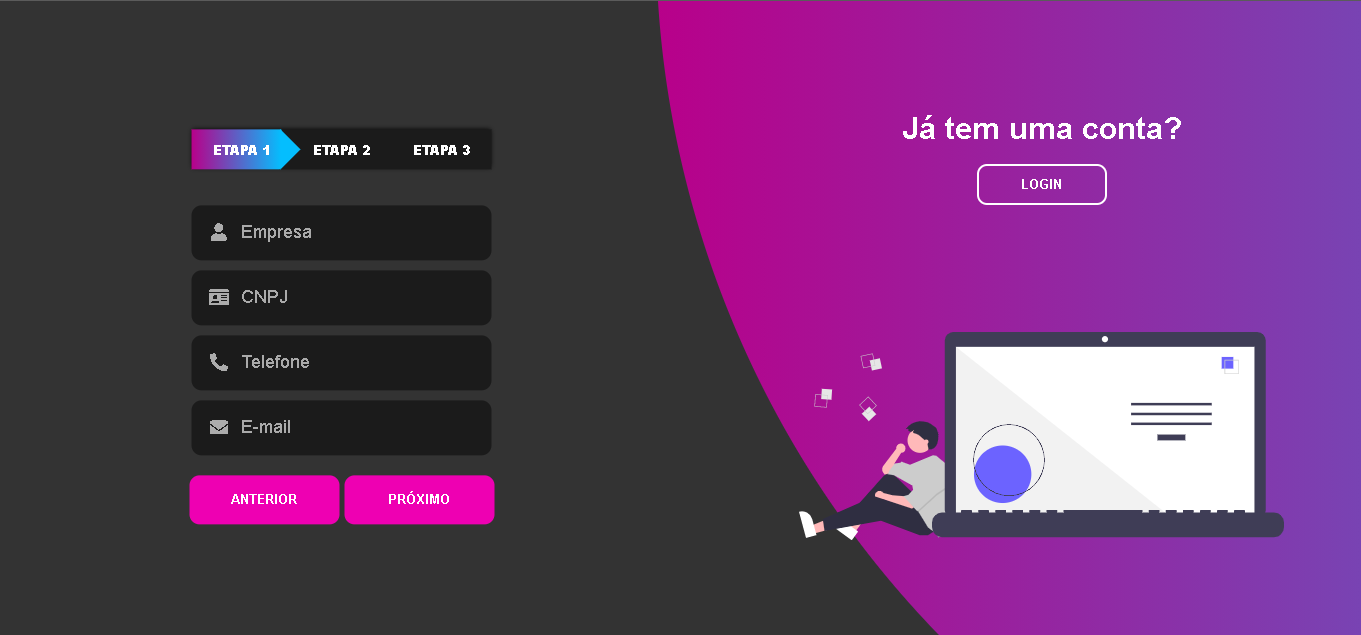 ETAPA 1 ETAPA 2 ETAPA 3
Empresa
CNPJ
Telefone
E-mail
ANTERIOR PRÓXIMO
Já tem uma conta?
LOGIN